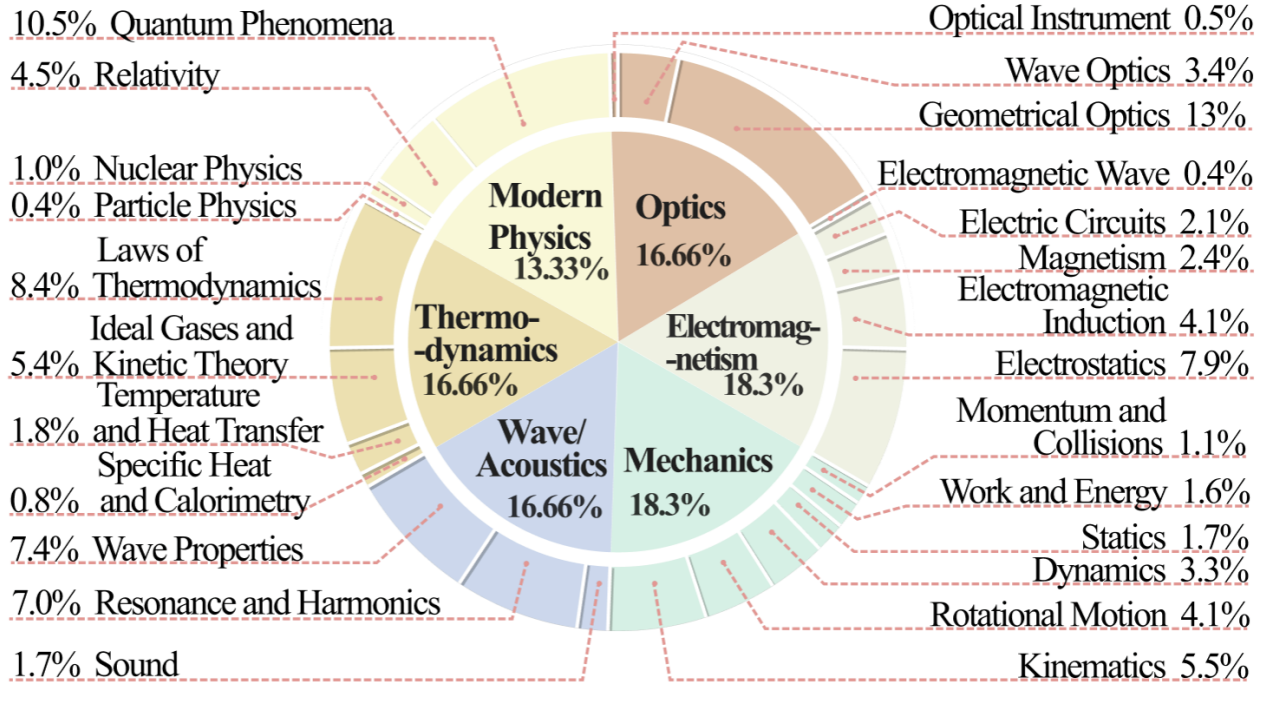 10.5% Quantum Phenomena
4.5% Relativity
1.0% Nuclear Physics
0.4% Particle Physics
Laws of
8.4% Thermodynamics
Ideal Gases and
5.4% Kinetic Theory
Temperature
1.8% and Heat Transfer
Specific Heat
0.8% and Calorimetry
7.4% Wave Properties
7.0% Resonance and Harmonics
1.7% Sound
Modern
Physics
13.33%
Optics
16.66%
Thermo-
-dynamics
16.66%
Electromag-
-netism
18.3%
Wave/
Acoustics
16.66%
Mechanics
18.3%
Optical Instrument 0.5%
Wave Optics 3.4%
Geometrical Optics 13%
Electromagnetic Wave 0.4%
Electric Circuits 2.1%
Magnetism 2.4%
Electromagnetic
Induction 4.1%
Electrostatics 7.9%
Momentum and
Collisions 1.1%
Work and Energy 1.6%
Statics 1.7%
Dynamics 3.3%
Rotational Motion 4.1%
Kinematics 5.5%